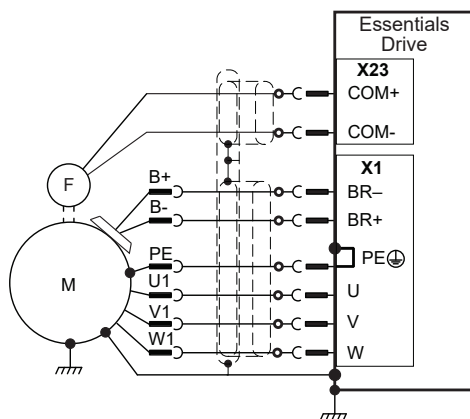 Essentials
Drive
X23
COM+
COM-
F
X1
B+
BR–
B-
BR+
PE
PE
M
U1
U
V1
V
W1
W